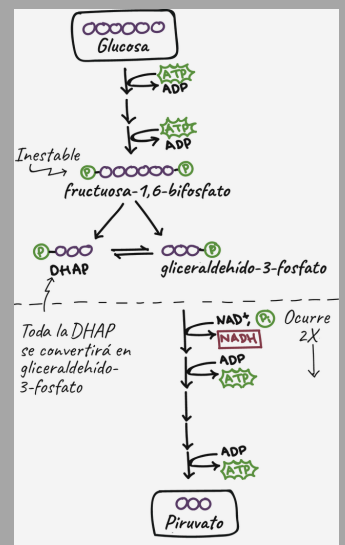 Glucosa
ATP
ADP
ATP
ADP
Inestable
P
P
fructuosa-1,6-bifosfato
P
P
DHAP
gliceraldehído-3-fosfato
Toda la DHAP
se convertirá en
gliceraldehído-
3-fosfato
NAD+, Pi
NADH
Ocurre
2X
ADP
ATP
ADP
ATP
Piruvato